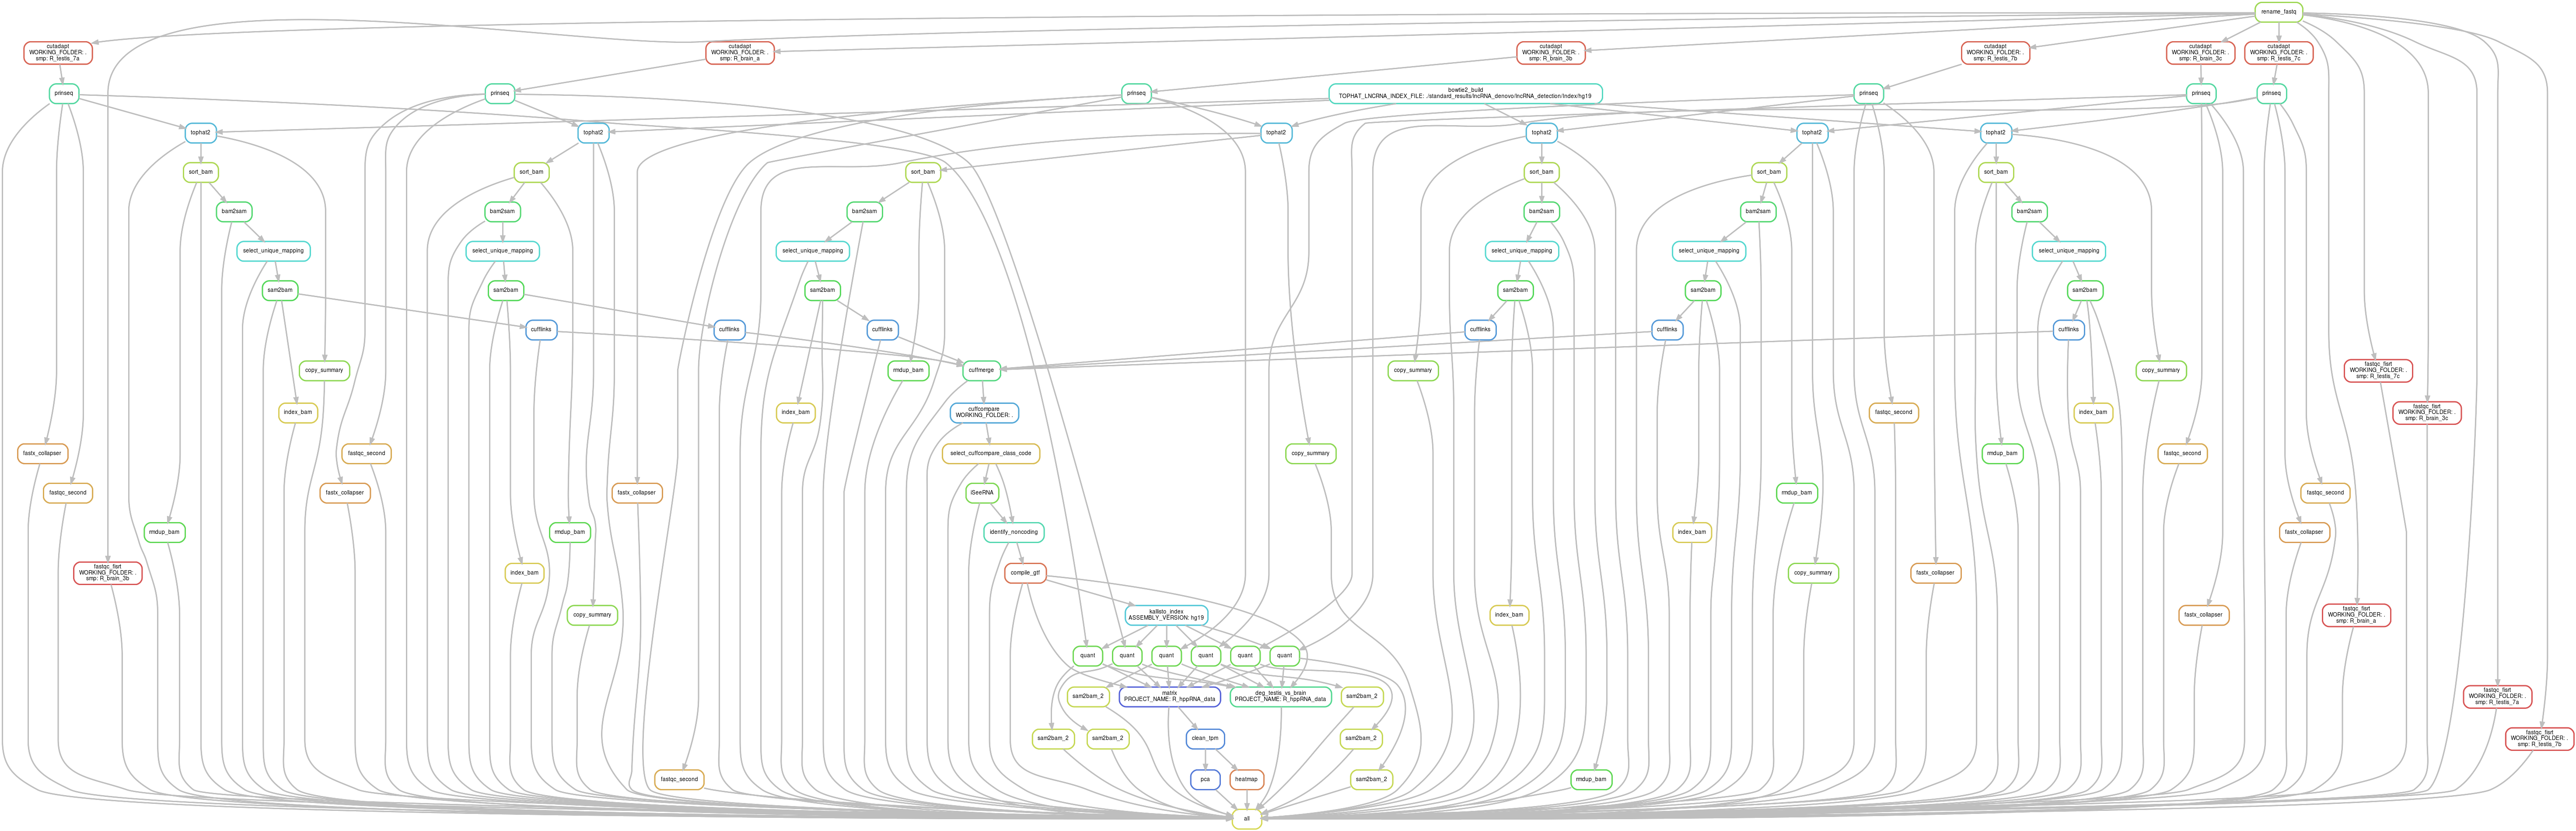 rename_fastq
cutadapt
WORKING_FOLDER: .
smp: R_testis_7a
cutadapt
WORKING_FOLDER: .
smp: R_brain_a
cutadapt
WORKING_FOLDER: .
smp: R_brain_3b
cutadapt
WORKING_FOLDER: .
smp: R_testis_7b
cutadapt
WORKING_FOLDER: .
smp: R_brain_3c
cutadapt
WORKING_FOLDER: .
smp: R_testis_7c
prinseq
prinseq
prinseq
bowtie2_build
TOPHAT_LNCRNA_INDEX_FILE: ./standard_results/lncRNA_denovo/lncRNA_detection/index/hg19
prinseq
prinseq
prinseq
tophat2
tophat2
tophat2
tophat2
tophat2
tophat2
sort_bam
sort_bam
sort_bam
sort_bam
sort_bam
sort_bam
bam2sam
bam2sam
bam2sam
bam2sam
bam2sam
bam2sam
select_unique_mapping
select_unique_mapping
select_unique_mapping
select_unique_mapping
select_unique_mapping
select_unique_mapping
sam2bam
sam2bam
sam2bam
sam2bam
sam2bam
sam2bam
cufflinks
cufflinks
cufflinks
cufflinks
cufflinks
cufflinks
copy_summary
rmdup_bam
cuffmerge
copy_summary
copy_summary
fastqc_fisrt
WORKING_FOLDER: .
smp: R_testis_7c
index_bam
index_bam
cuffcompare
WORKING_FOLDER: .
fastqc_second
index_bam
fastqc_fisrt
WORKING_FOLDER: .
smp: R_brain_3c
fastx_collapser
fastqc_second
select_cuffcompare_class_code
copy_summary
rmdup_bam
fastqc_second
fastqc_second
fastx_collapser
fastx_collapser
iSeeRNA
rmdup_bam
fastqc_second
rmdup_bam
rmdup_bam
identify_noncoding
index_bam
fastx_collapser
fastqc_fisrt
WORKING_FOLDER: .
smp: R_brain_3b
index_bam
compile_gtf
copy_summary
fastx_collapser
copy_summary
kallisto_index
ASSEMBLY_VERSION: hg19
index_bam
fastx_collapser
fastqc_fisrt
WORKING_FOLDER: .
smp: R_brain_a
quant
quant
quant
quant
quant
quant
sam2bam_2
matrix
PROJECT_NAME: R_hppRNA_data
deg_testis_vs_brain
PROJECT_NAME: R_hppRNA_data
sam2bam_2
fastqc_fisrt
WORKING_FOLDER: .
smp: R_testis_7a
sam2bam_2
sam2bam_2
clean_tpm
sam2bam_2
fastqc_fisrt
WORKING_FOLDER: .
smp: R_testis_7b
fastqc_second
pca
heatmap
sam2bam_2
rmdup_bam
all